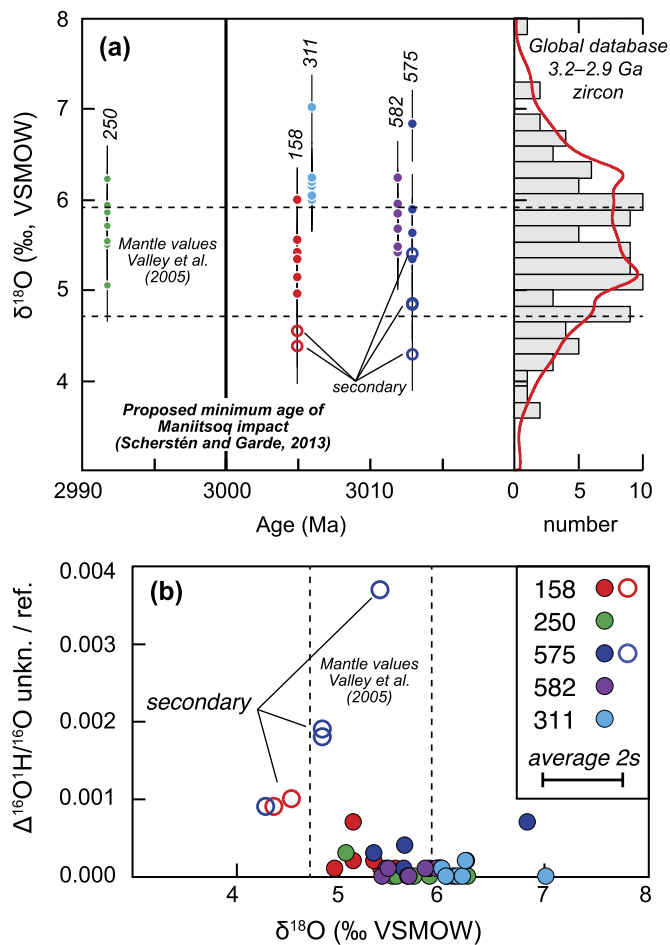 8
7
6
5
4
δ¹⁸O (‰, VSMOW)
(a)
250
158
311
582
575
Mantle values
Valley et al.
(2005)
secondary
Proposed minimum age of
Maniitsoq impact
(Scherstén and Garde, 2013)
2990
3000
3010
Age (Ma)
Global database
3.2–2.9 Ga
zircon
0
5
10
number
0.004
0.003
0.002
0.001
0.000
Δ¹⁶O¹H/¹⁶O unkn. / ref.
(b)
secondary
Mantle values
Valley et al.
(2005)
158
250
575
582
311
average 2s
4
5
6
7
8
δ¹⁸O (‰ VSMOW)